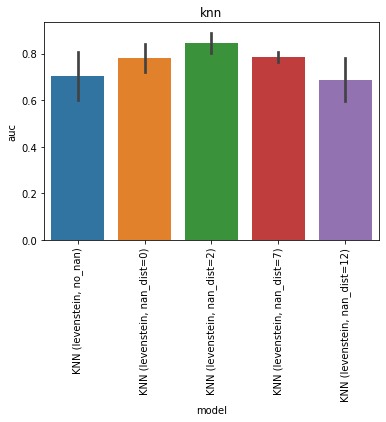 knn
auc
0.8
0.6
0.4
0.2
0.0
KNN (levenstein, no_nan)
KNN (levenstein, nan_dist=0)
KNN (levenstein, nan_dist=2)
KNN (levenstein, nan_dist=7)
KNN (levenstein, nan_dist=12)
model